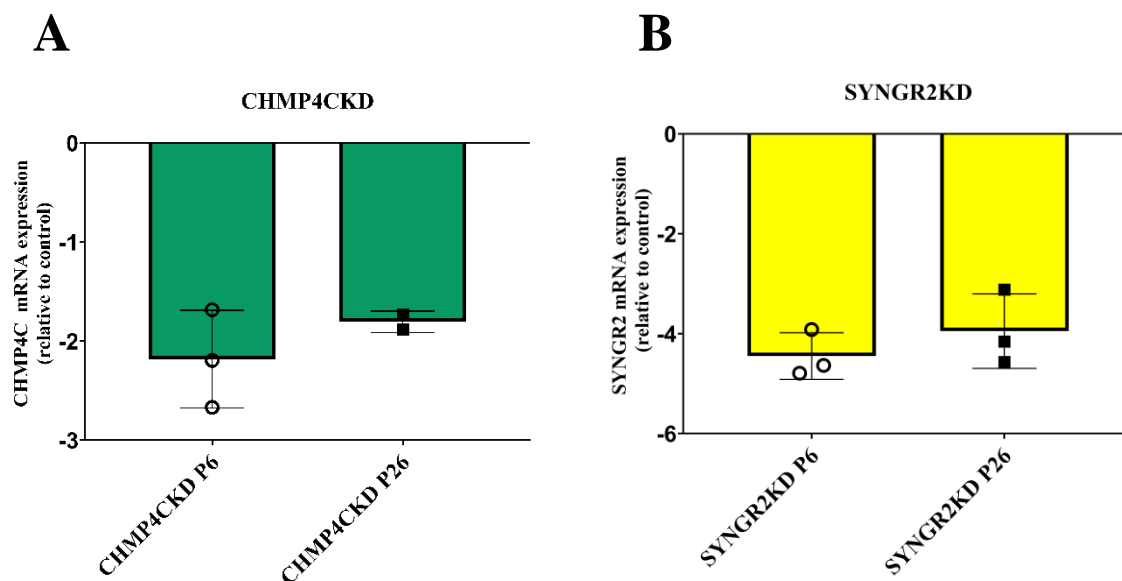 A
CHMP4CKD
CHMP4C mRNA expression
(relative to control)
0
-1
-2
-3
CHMP4CKD P6
CHMP4CKD P26
B
SYNGR2KD
SYNGR2 mRNA expression
(relative to control)
0
-2
-4
-6
SYNGR2KD P6
SYNGR2KD P26